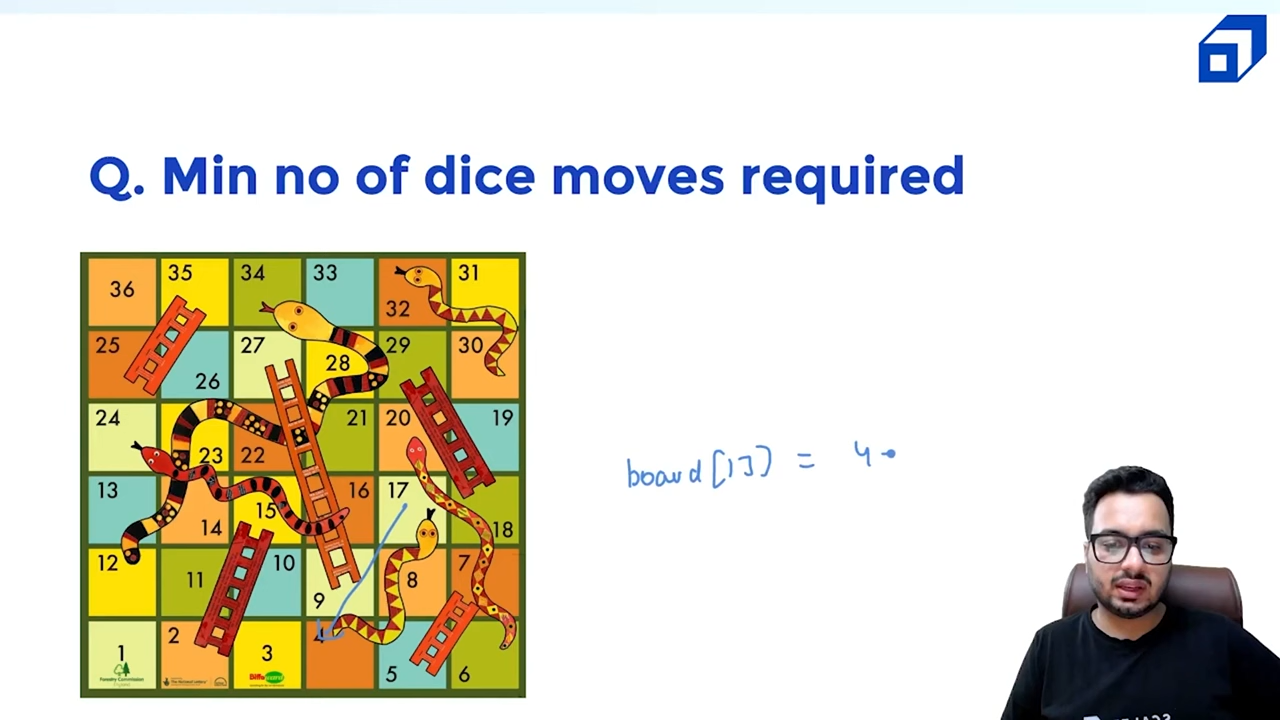 Q. Min no of dice moves required
36 35 34 33 32 31
25 26 27 28 29 30
24 23 22 21 20 19
13 14 15 16 17 18
12 11 10 9 8 7
1 2 3 4 5 6
Forestry Commission
board[17] = 4